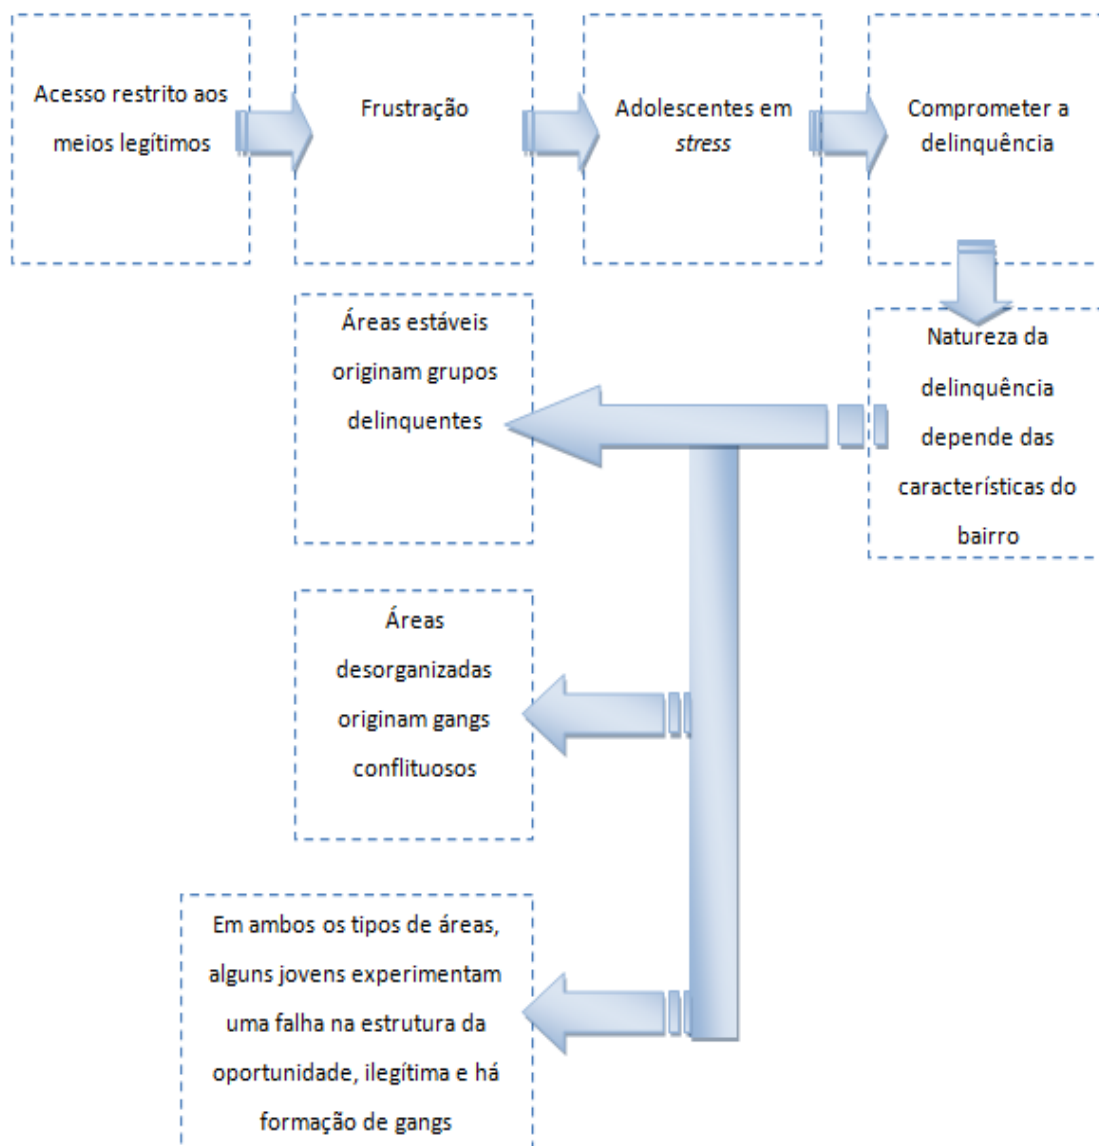 Acesso restrito aos
meios legítimos
Frustração
Adolescentes em
stress
Comprometer a
delinquência
Natureza da
delinquência
depende das
características do
bairro
Áreas estáveis
originam grupos
delinquentes
Áreas
desorganizadas
originam gangs
conflituosos
Em ambos os tipos de áreas,
alguns jovens experimentam
uma falha na estrutura da
oportunidade, ilegítima e há
formação de gangs